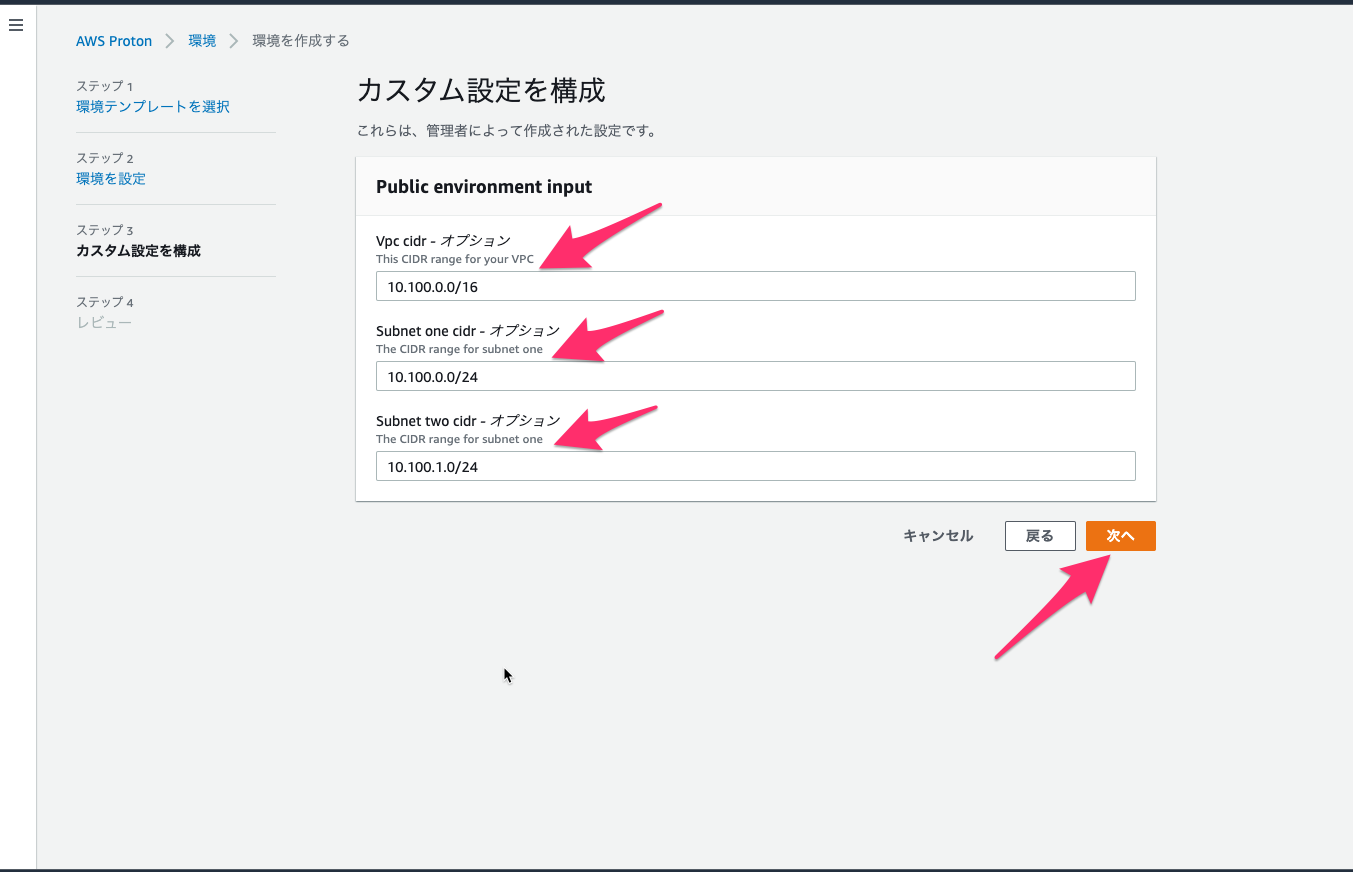 AWS Proton 環境 環境を作成する
ステップ 1
環境テンプレートを選択
ステップ 2
環境を設定
ステップ 3
カスタム設定を構成
ステップ 4
レビュー
カスタム設定を構成
これらは、管理者によって作成された設定です。
Public environment input
Vpc cidr - オプション
This CIDR range for your VPC
10.100.0.0/16
Subnet one cidr - オプション
The CIDR range for subnet one
10.100.0.0/24
Subnet two cidr - オプション
The CIDR range for subnet one
10.100.1.0/24
キャンセル 戻る 次へ